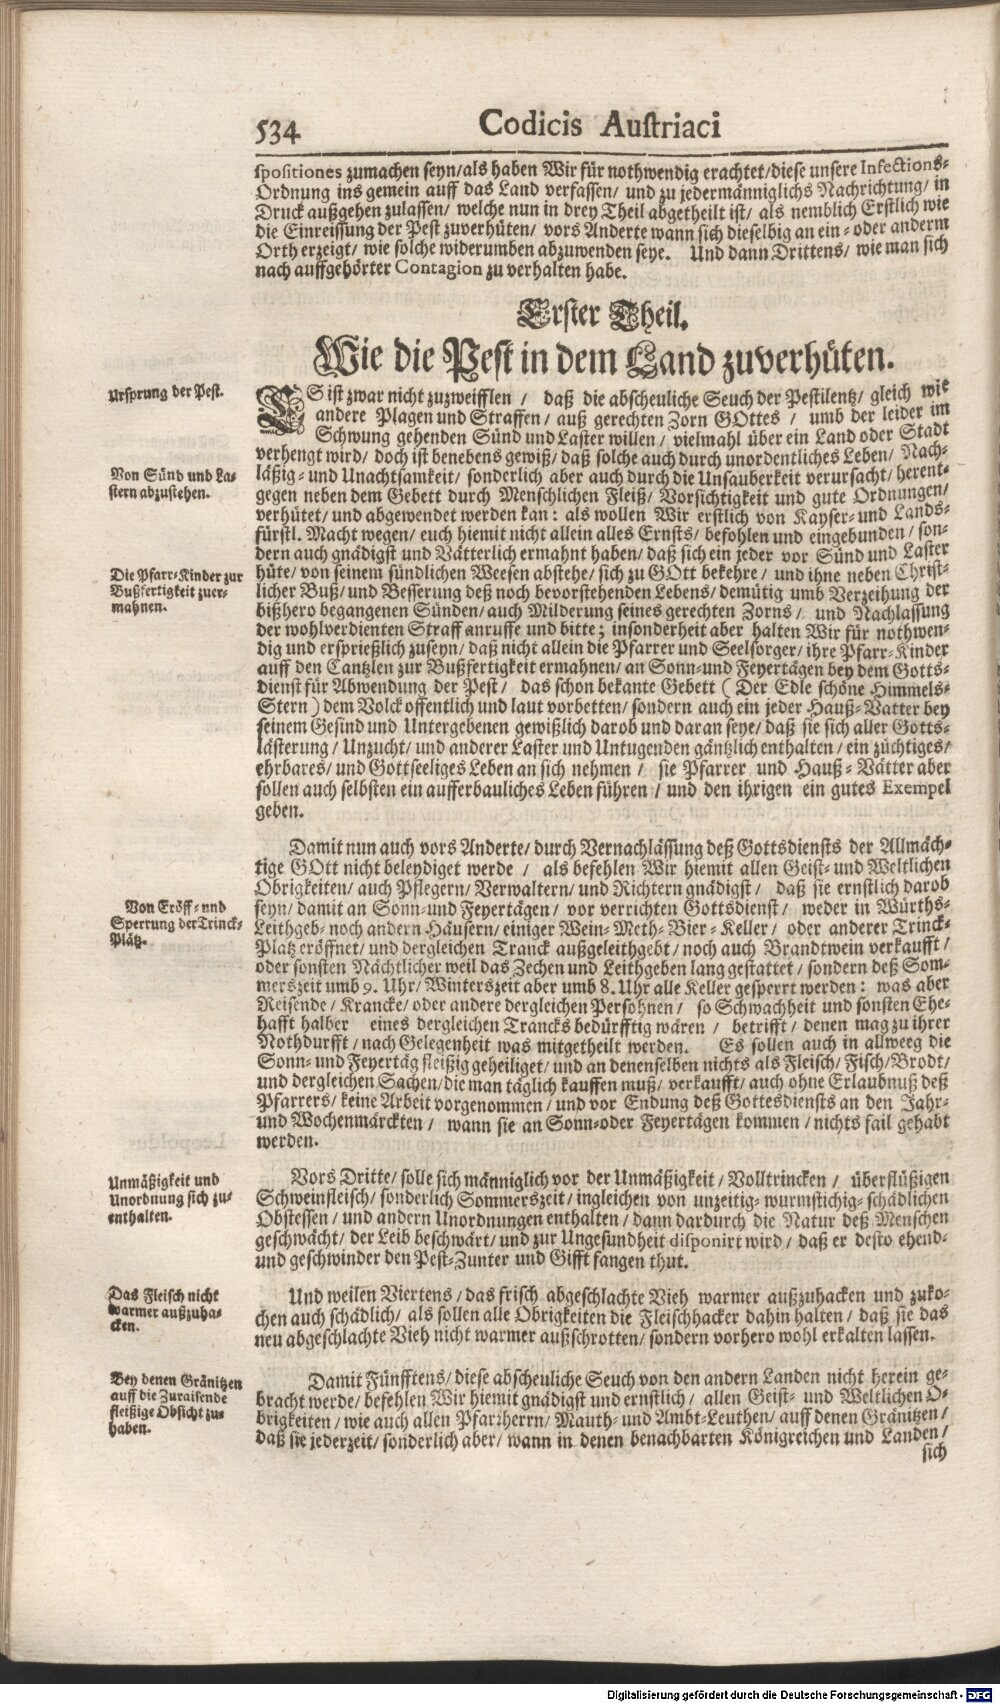 534 Codicis Austriaci
spositiones zumachen seyn/als haben Wir für nothwendig erachtet/diese unsere Infections-
Ordnung ins gemein auff das Land verfassen/ und zu jedermänniglichs Nachrichtung/ in
Druck außgehen zulassen/ welche nun in drey Theil abgetheilt ist/ als nemblich Erstlich wie
die Einreissung der Pest zuverhüten/ vors Anderte wann sich dieselbig an ein- oder anderm
Orth erzeigt/ wie solche widerumben abzuwenden seye. Und dann Drittens/ wie man sich
nach auffgehörter Contagion zu verhalten habe.
Erster Theil.
Wie die Pest in dem Land zuverhüten.
Ursprung der Pest.
ES ist zwar nicht zuzweifflen / daß die abscheuliche Seuch der Pestilentz/ gleich wie
andere Plagen und Straffen/ auß gerechten Zorn GOttes / umb der leider im
Schwung gehenden Sünd und Laster willen / vielmahl über ein Land oder Stadt
verhengt wird/ doch ist benebens gewiß/ daß solche auch durch unordentliches Leben/ Nach-
Von Sünd und La-
stern abzustehen.
läßig- und Unachtsamkeit/ sonderlich aber auch durch die Unsauberkeit verursacht/ herent-
gegen neben dem Gebett durch Menschlichen Fleiß/ Vorsichtigkeit und gute Ordnungen/
verhütet/ und abgewendet werden kan: als wollen Wir erstlich von Kayser- und Lands-
fürstl. Macht wegen/ euch hiemit nicht allein alles Ernsts/ befohlen und eingebunden / son-
dern auch gnädigst und Vätterlich ermahnt haben/ daß sich ein jeder vor Sünd und Laster
Die Pfarr-Kinder zur
Bußfertigkeit zuer-
mahnen.
hüte/ von seinem sündlichen Weesen abstehe/ sich zu GOtt bekehre / und ihne neben Christ-
licher Buß/ und Besserung deß noch bevorstehenden Lebens/ demütig umb Verzeihung der
bißhero begangenen Sünden/ auch Milderung seines gerechten Zorns / und Nachlassung
der wohlverdienten Straff anruffe und bitte; insonderheit aber halten Wir für nothwen-
dig und ersprießlich zuseyn/ daß nicht allein die Pfarrer und Seelsorger/ ihre Pfarr-Kinder
auff den Cantzlen zur Bußfertigkeit ermahnen/ an Sonn-und Feyertägen bey dem Gotts-
dienst für Abwendung der Pest/ das schon bekante Gebett ( Der Edle schöne Himmels-
Stern ) dem Volck offentlich und laut vorbetten/ sondern auch ein jeder Hauß-Vatter bey
seinem Gesind und Untergebenen gewißlich darob und daran seye/ daß sie sich aller Gotts-
lästerung / Unzucht/ und anderer Laster und Untugenden gäntzlich enthalten / ein züchtiges/
ehrbares/ und Gottseeliges Leben an sich nehmen / sie Pfarrer und Hauß-Vätter aber
sollen auch selbsten ein aufferbauliches Leben führen / und den ihrigen ein gutes Exempel
geben.
Damit nun auch vors Anderte/ durch Vernachlässung deß Gottsdiensts der Allmäch-
tige GOtt nicht beleydiget werde / als befehlen Wir hiemit allen Geist- und Weltlichen
Obrigkeiten/ auch Pflegern/ Verwaltern/ und Richtern gnädigst / daß sie ernstlich darob
Von Eröff- und
Sperrung der Trinck-
Plätz.
seyn/ damit an Sonn-und Feyertägen / vor verrichten Gottsdienst/ weder in Würths-
Leithgeb- noch andern Häusern/ einiger Wein-Meth-Bier-Keller/ oder anderer Trinck-
Platz eröffnet/ und dergleichen Tranck außgeleithgebt / noch auch Brandtwein verkaufft /
oder sonsten Nächtlicher weil das Zechen und Leithgeben lang gestattet / sondern deß Som-
merszeit umb 9. Uhr/ Winterszeit aber umb 8. Uhr alle Keller gesperrt werden: was aber
Reisende / Krancke/ oder andere dergleichen Persohnen / so Schwachheit und sonsten Ehe-
hafft halber eines dergleichen Trancks bedürfftig wären / betrifft / denen mag zu ihrer
Nothdurfft / nach Gelegenheit was mitgetheilt werden. Es sollen auch in allweeg die
Sonn- und Feyertäg fleißig geheiliget/ und an denenselben nichts als Fleisch/ Fisch/Brodt/
und dergleichen Sachen/die man täglich kauffen muß/ verkaufft/ auch ohne Erlaubnuß deß
Pfarrers/ keine Arbeit vorgenommen / und vor Endung deß Gottesdiensts an den Jahr-
und Wochenmärckten / wann sie an Sonn-oder Feyertägen kommen / nichts fail gehabt
werden.
Unmäßigkeit und
Unordnung sich zu-
enthalten.
Vors Dritte/ solle sich männiglich vor der Unmäßigkeit/ Volltrincken / überflüßigen
Schweinfleisch/ sonderlich Sommerszeit/ ingleichen von unzeitig-wurmstichig-schädlichen
Obstessen / und andern Unordnungen enthalten / dann dardurch die Natur deß Menschen
geschwächt/ der Leib beschwärt/ und zur Ungesundheit disponirt wird / daß er desto ehend-
und geschwinder den Pest-Zunter und Gifft fangen thut.
Das Fleisch nicht
warmer außzuha-
cken.
Und weilen Viertens / das frisch abgeschlachte Vieh warmer außzuhacken und zuko-
chen auch schädlich/ als sollen alle Obrigkeiten die Fleischhacker dahin halten / daß sie das
neu abgeschlachte Vieh nicht warmer außschrotten/ sondern vorhero wohl erkalten lassen.
Bey denen Gränitzen
auff die Zuraisende
fleißige Obsicht zu-
haben.
Damit Fünfftens/ diese abscheuliche Seuch von den andern Landen nicht herein ge-
bracht werde/ befehlen Wir hiemit gnädigst und ernstlich / allen Geist- und Weltlichen O-
brigkeiten / wie auch allen Pfarrherrn/ Mauth- und Ambt-Leuthen/ auff denen Gränitzen /
daß sie jederzeit/ sonderlich aber/ wann in denen benachbarten Königreichen und Landen/
sich
Digitalisierung gefördert durch die Deutsche Forschungsgemeinschaft - DFG